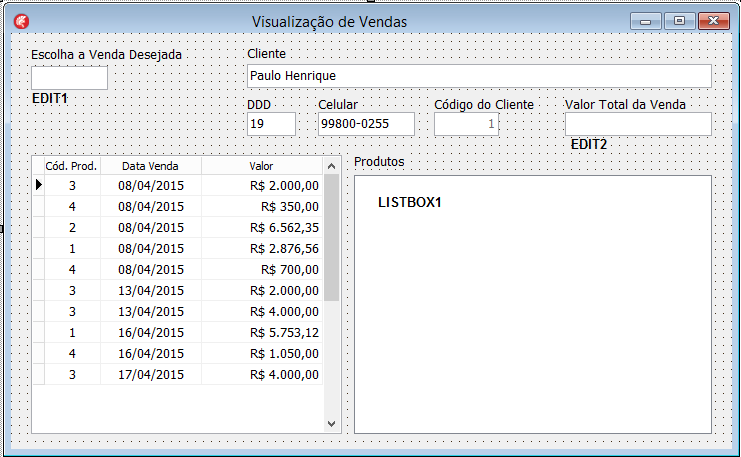 Visualização de Vendas
Escolha a Venda Desejada
EDIT1
Cliente
Paulo Henrique
DDD Celular Código do Cliente Valor Total da Venda
19 99800-0255 1
EDIT2
Cód. Prod. Data Venda Valor
3 08/04/2015 R$ 2.000,00
4 08/04/2015 R$ 350,00
2 08/04/2015 R$ 6.562,35
1 08/04/2015 R$ 2.876,56
4 08/04/2015 R$ 700,00
3 13/04/2015 R$ 2.000,00
3 13/04/2015 R$ 4.000,00
1 16/04/2015 R$ 5.753,12
4 16/04/2015 R$ 1.050,00
3 17/04/2015 R$ 4.000,00
Produtos
LISTBOX1